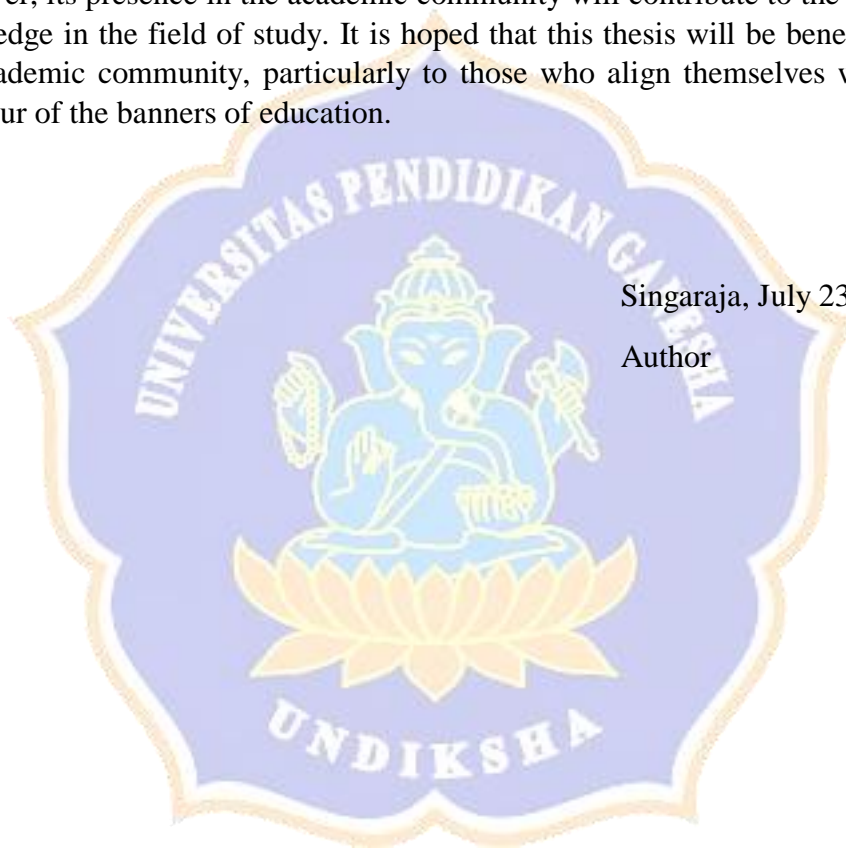 er, its presence in the academic community will contribute to the
edge in the field of study. It is hoped that this thesis will be bene
ademic community, particularly to those who align themselves w
ur of the banners of education.
UNIVERSITAS PENDIDIKAN GANESHA
Singaraja, July 23
Author
UNDIKSHA